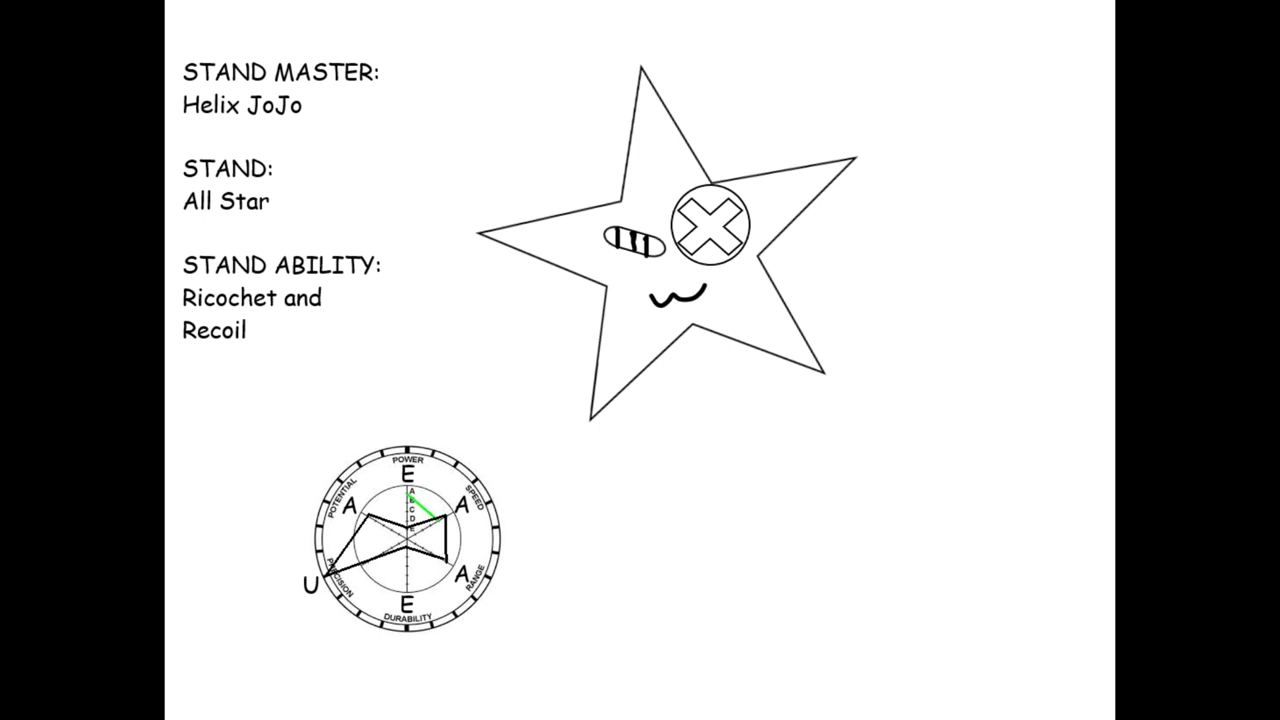 STAND MASTER:
Helix JoJo
STAND:
All Star
STAND ABILITY:
Ricochet and
Recoil
POWER
E
POTENTIAL
SPEED
A
A
A
C
D
E
U
PRECISION
A
RANGE
E
DURABILITY